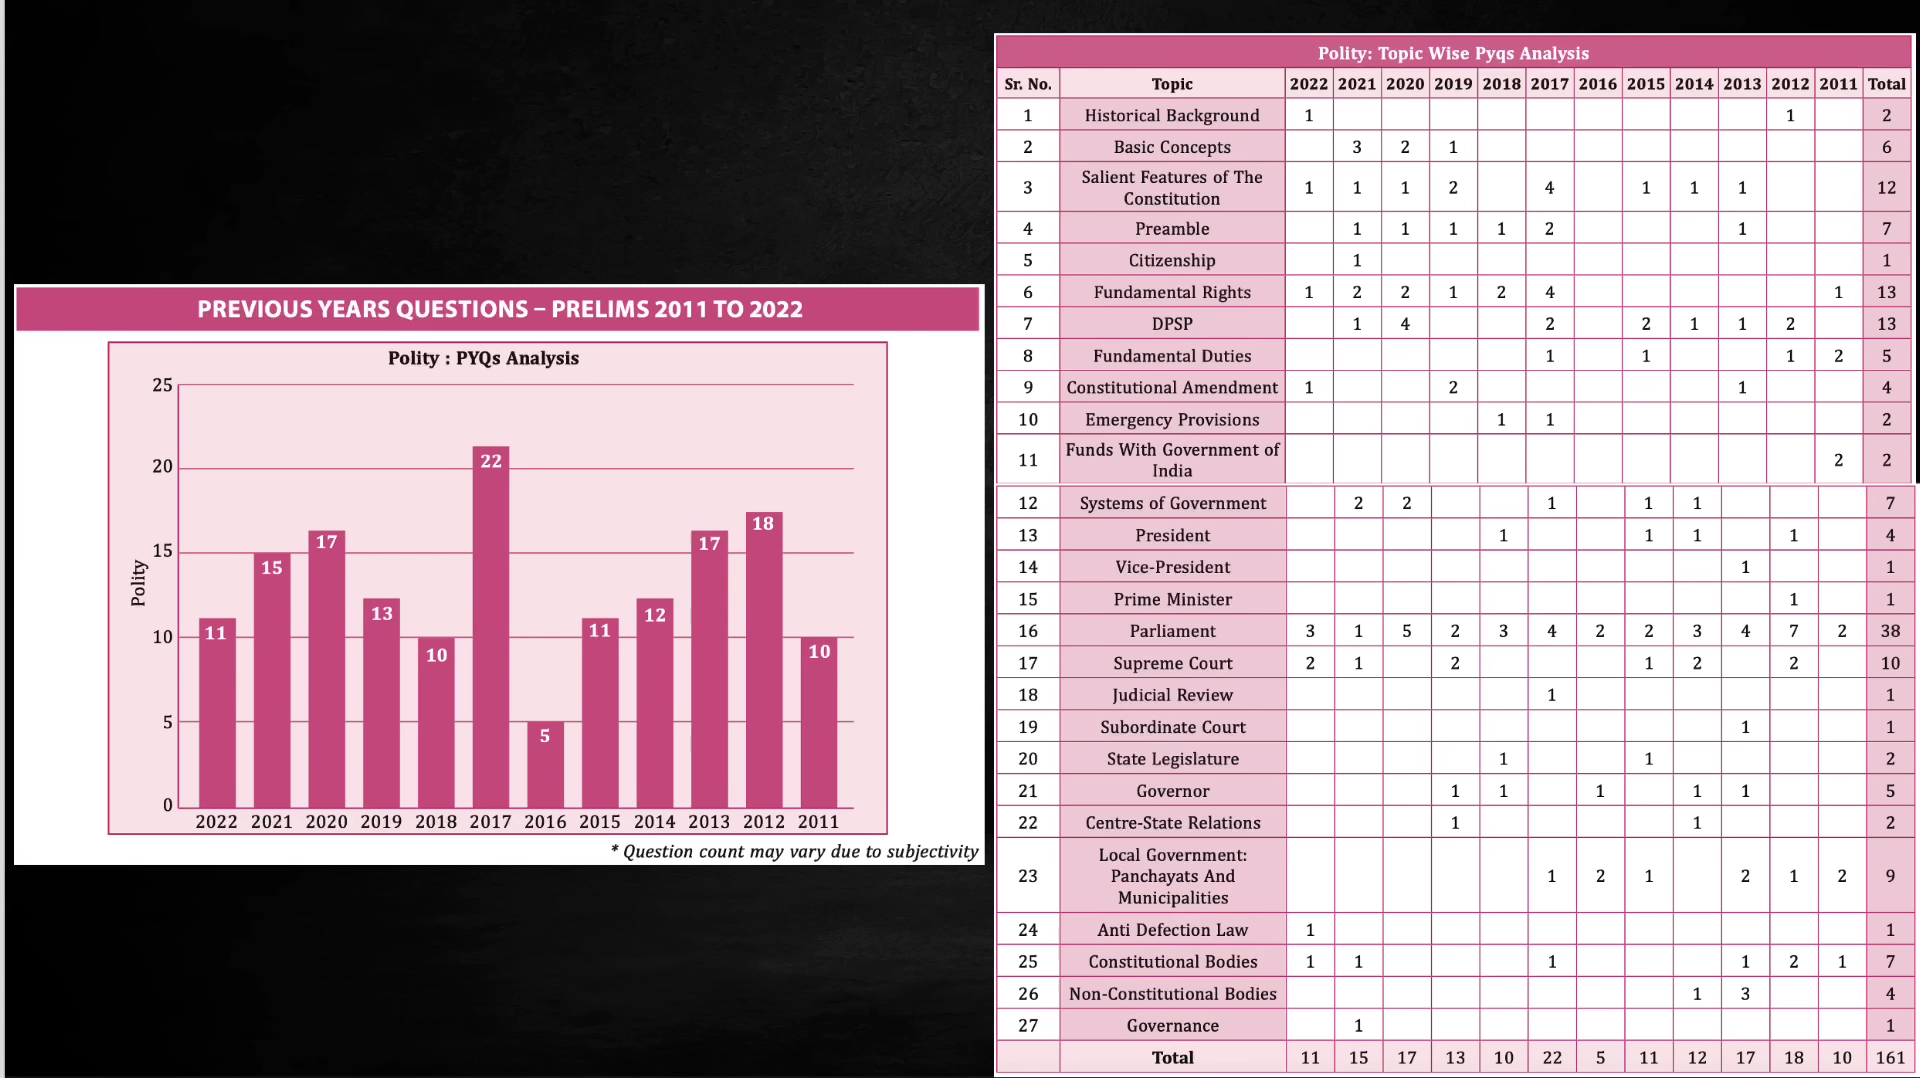 PREVIOUS YEARS QUESTIONS – PRELIMS 2011 TO 2022
Polity : PYQs Analysis
Polity
25
20
15
10
5
0
11 15 17 13 10 22 5 11 12 17 18 10
2022 2021 2020 2019 2018 2017 2016 2015 2014 2013 2012 2011
* Question count may vary due to subjectivity
Polity: Topic Wise Pyqs Analysis
Sr. No. Topic 2022 2021 2020 2019 2018 2017 2016 2015 2014 2013 2012 2011 Total
1 Historical Background 1 1 2
2 Basic Concepts 3 2 1 6
3 Salient Features of The
Constitution 1 1 1 2 4 1 1 1 12
4 Preamble 1 1 1 1 2 1 7
5 Citizenship 1 1
6 Fundamental Rights 1 2 2 1 2 4 1 13
7 DPSP 1 4 2 2 1 1 2 13
8 Fundamental Duties 1 1 1 2 5
9 Constitutional Amendment 1 2 1 4
10 Emergency Provisions 1 1 2
11 Funds With Government of
India 2 2
12 Systems of Government 2 2 1 1 1 7
13 President 1 1 1 1 4
14 Vice-President 1 1
15 Prime Minister 1 1
16 Parliament 3 1 5 2 3 4 2 2 3 4 7 2 38
17 Supreme Court 2 1 2 1 2 2 10
18 Judicial Review 1 1
19 Subordinate Court 1 1
20 State Legislature 1 1 2
21 Governor 1 1 1 1 1 5
22 Centre-State Relations 1 1 2
23 Local Government:
Panchayats And
Municipalities 1 2 1 2 1 2 9
24 Anti Defection Law 1 1
25 Constitutional Bodies 1 1 1 1 2 1 7
26 Non-Constitutional Bodies 1 3 4
27 Governance 1 1
Total 11 15 17 13 10 22 5 11 12 17 18 10 161